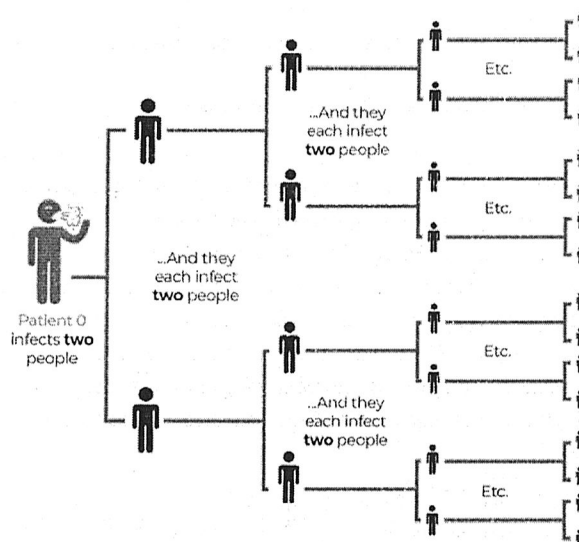 Patient 0
infects two
people
...And they
each infect
two people
...And they
each infect
two people
...And they
each infect
two people
Etc.
Etc.
Etc.
Etc.